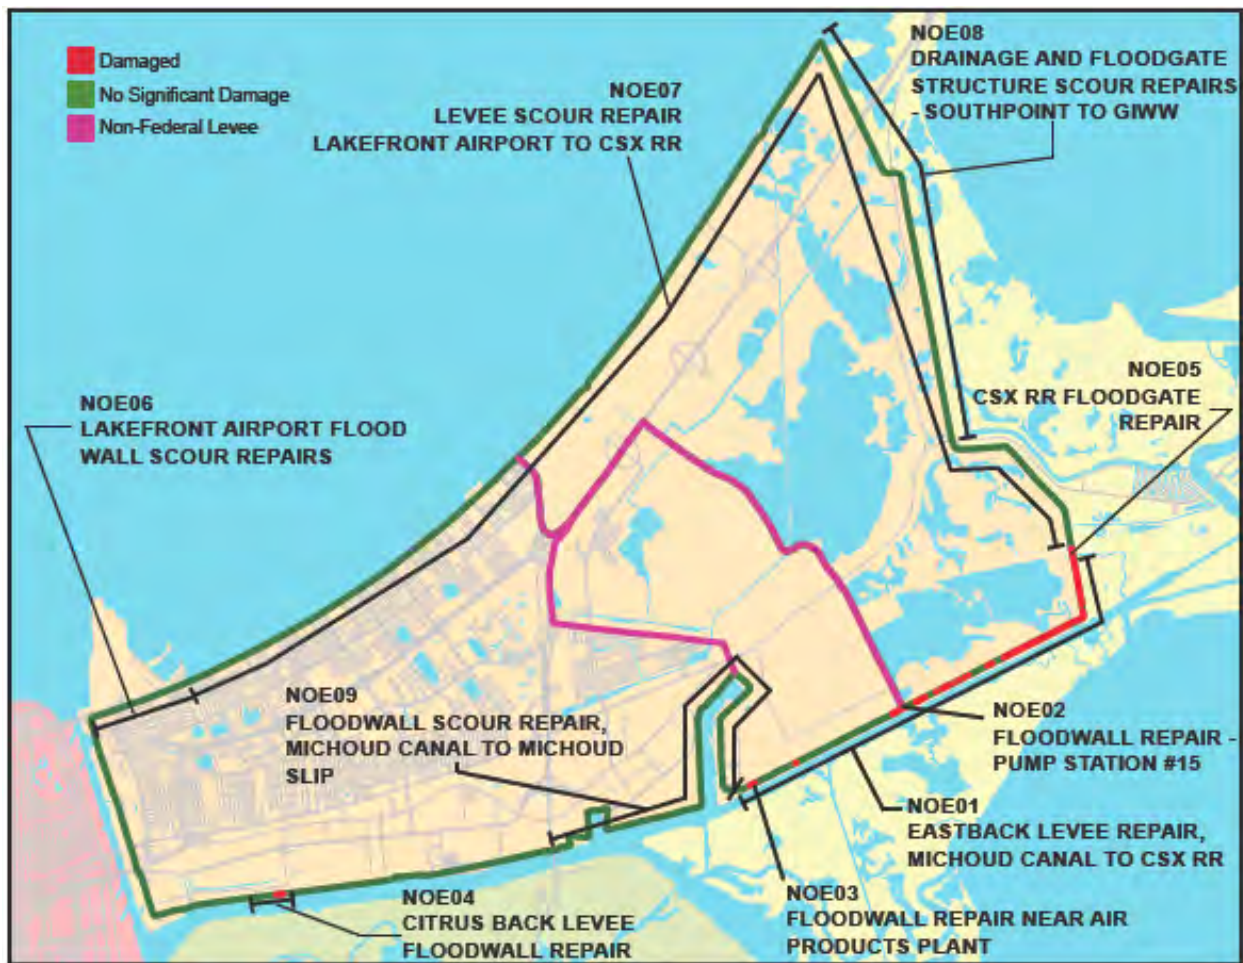 Damaged
No Significant Damage
Non-Federal Levee
NOE07
LEVEE SCOUR REPAIR
LAKEFRONT AIRPORT TO CSX RR
NOE08
DRAINAGE AND FLOODGATE
STRUCTURE SCOUR REPAIRS
- SOUTHPOINT TO GIWW
NOE06
LAKEFRONT AIRPORT FLOOD
WALL SCOUR REPAIRS
NOE05
CSX RR FLOODGATE
REPAIR
NOE09
FLOODWALL SCOUR REPAIR,
MICHOUD CANAL TO MICHOUD
SLIP
NOE02
FLOODWALL REPAIR -
PUMP STATION #15
NOE01
EASTBACK LEVEE REPAIR,
MICHOUD CANAL TO CSX RR
NOE04
CITRUS BACK LEVEE
FLOODWALL REPAIR
NOE03
FLOODWALL REPAIR NEAR AIR
PRODUCTS PLANT